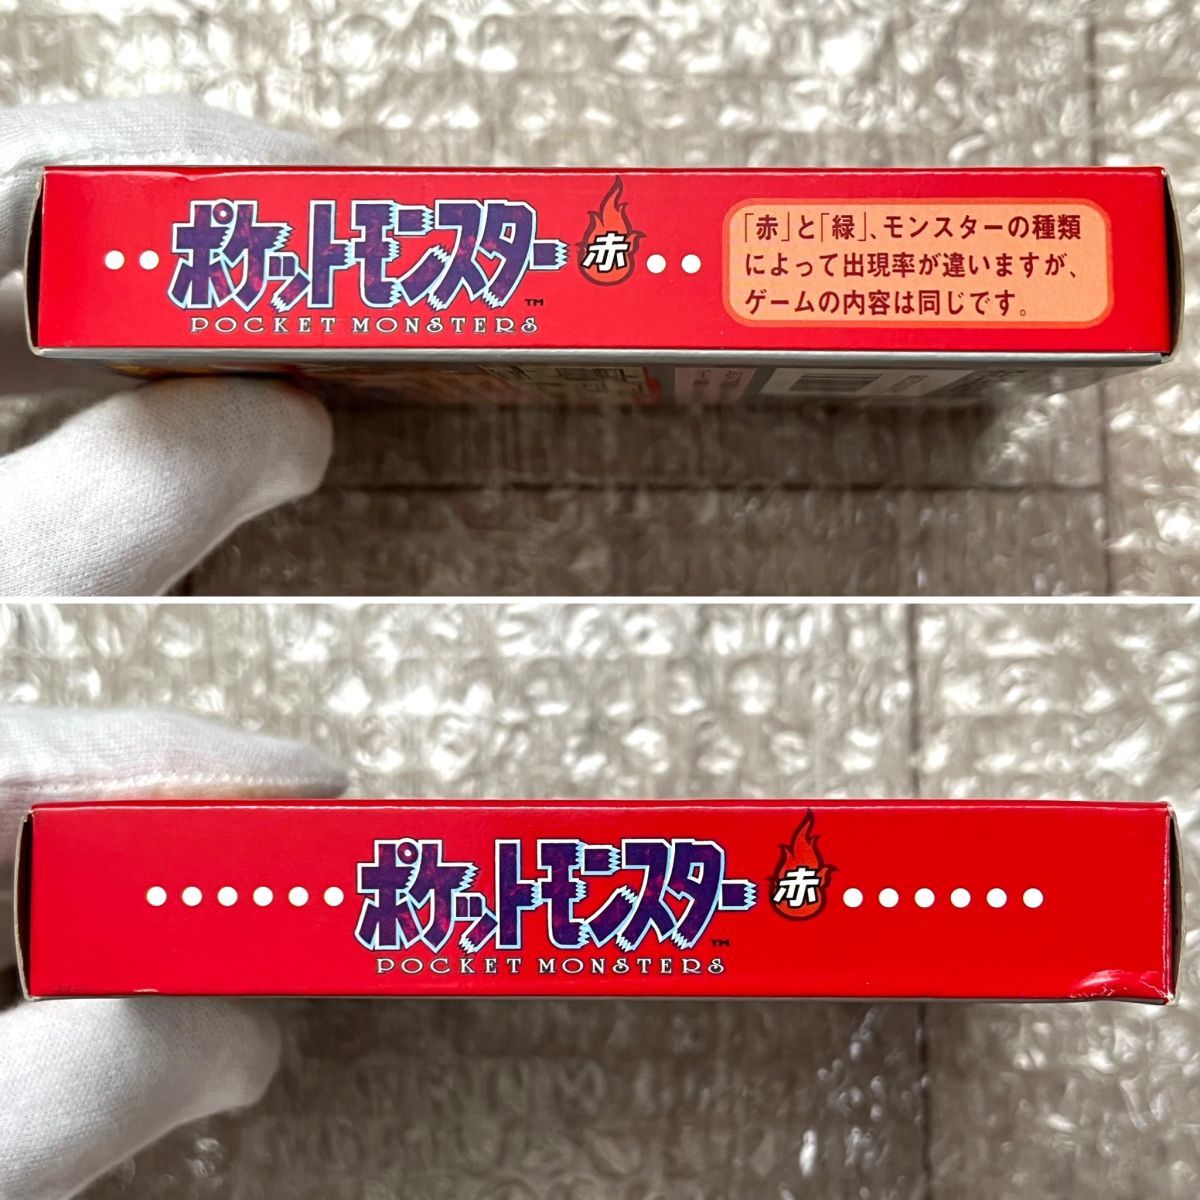 ポケットモンスター 赤
TM
POCKET MONSTERS
「赤」と「緑」、モンスターの種類
によって出現率が違いますが、
ゲームの内容は同じです。
ポケットモンスター 赤
TM
POCKET MONSTERS